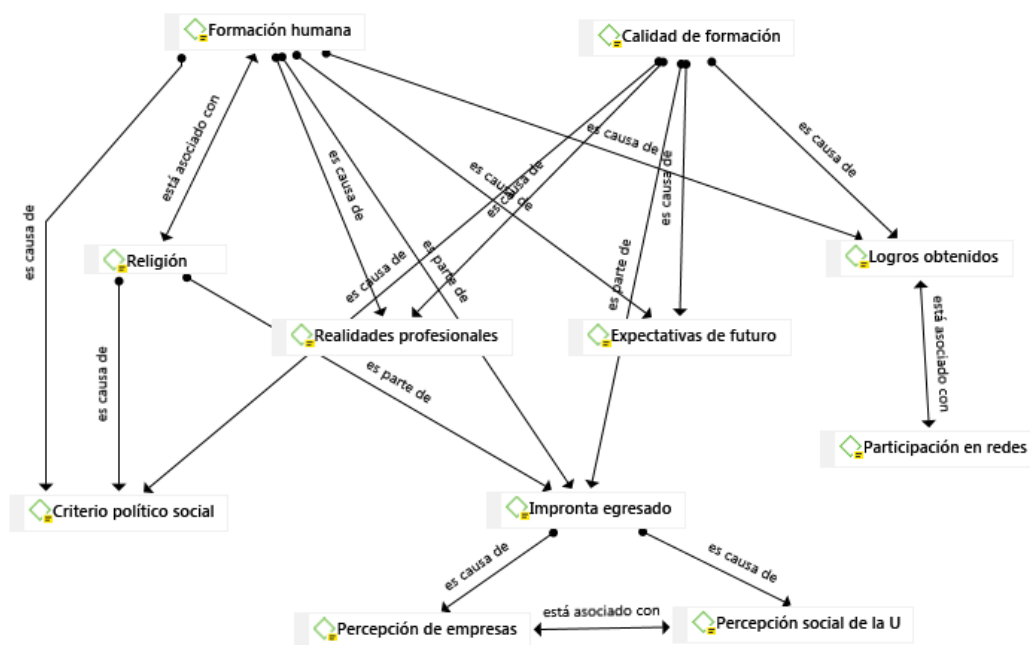 Formación humana
Calidad de formación
es causa de
está asociado con
es causa de
es causa de
es causa de
es causa de
es causa de
es causa de
es causa de
es parte de
es parte de
es causa de
Religión
Logros obtenidos
es causa de
es parte de
está asociado con
Realidades profesionales
Expectativas de futuro
Participación en redes
Criterio político social
Impronta egresado
es causa de
es causa de
está asociado con
Percepción de empresas
Percepción social de la U